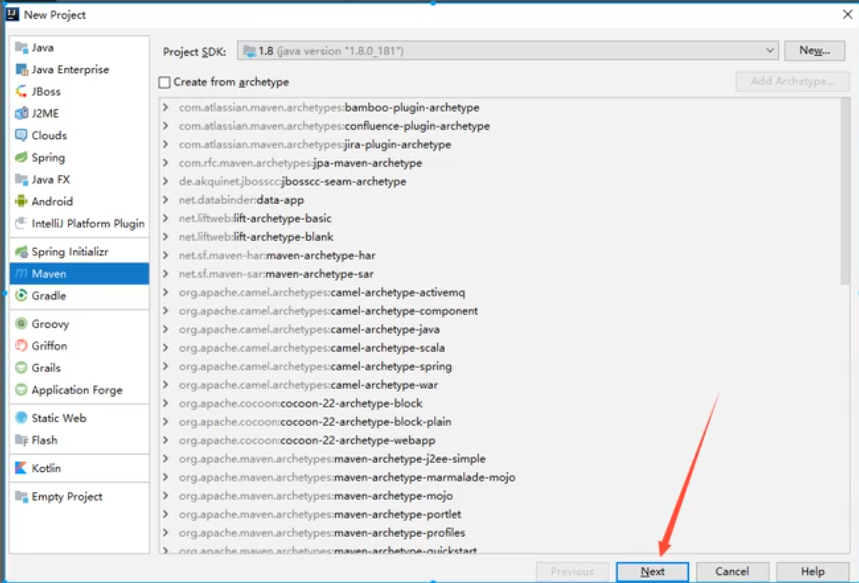 New Project
Java
Java Enterprise
JBoss
J2ME
Clouds
Spring
Java FX
Android
IntelliJ Platform Plugin
Spring Initializr
Maven
Gradle
Groovy
Griffon
Grails
Application Forge
Static Web
Flash
Kotlin
Empty Project
Project SDK: 1.8 (java version "1.8.0_181") New...
Create from archetype Add Archetype...
com.atlassian.maven.archetypes:bamboo-plugin-archetype
com.atlassian.maven.archetypes:confluence-plugin-archetype
com.atlassian.maven.archetypes:jira-plugin-archetype
com.rfc.maven.archetypes:jpa-maven-archetype
de.akquinet.jbosscc:jbosscc-seam-archetype
net.databinder:data-app
net.liftweb:lift-archetype-basic
net.liftweb:lift-archetype-blank
net.sf.maven-har:maven-archetype-har
net.sf.maven-sar:maven-archetype-sar
org.apache.camel.archetypes:camel-archetype-activemq
org.apache.camel.archetypes:camel-archetype-component
org.apache.camel.archetypes:camel-archetype-java
org.apache.camel.archetypes:camel-archetype-scala
org.apache.camel.archetypes:camel-archetype-spring
org.apache.camel.archetypes:camel-archetype-war
org.apache.cocoon:cocoon-22-archetype-block
org.apache.cocoon:cocoon-22-archetype-block-plain
org.apache.cocoon:cocoon-22-archetype-webapp
org.apache.maven.archetypes:maven-archetype-j2ee-simple
org.apache.maven.archetypes:maven-archetype-marmalade-mojo
org.apache.maven.archetypes:maven-archetype-mojo
org.apache.maven.archetypes:maven-archetype-portlet
org.apache.maven.archetypes:maven-archetype-profiles
org.apache.maven.archetypes:maven-archetype-quickstart
Previous Next Cancel Help